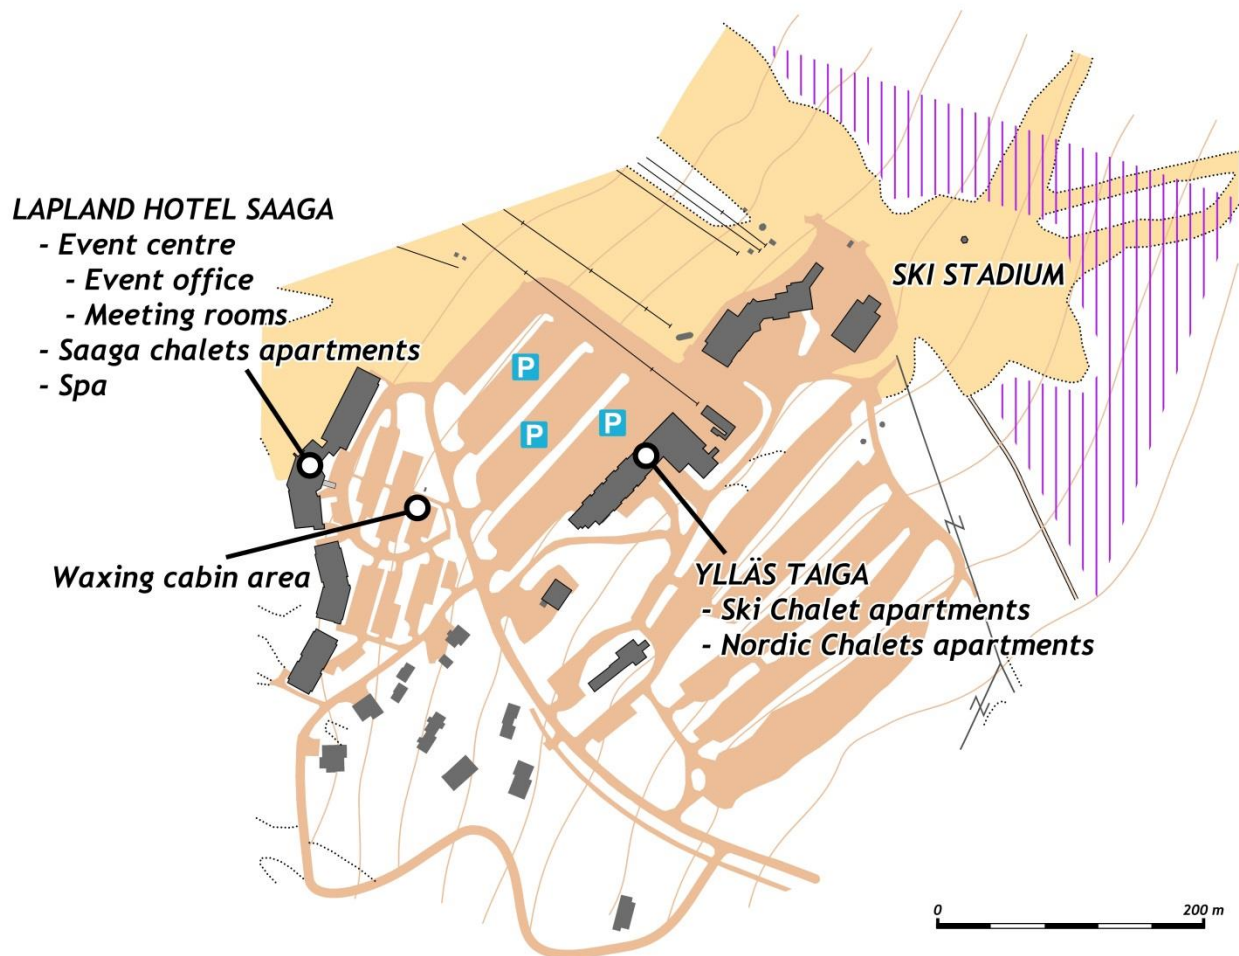 LAPLAND HOTEL SAAGA
- Event centre
- Event office
- Meeting rooms
- Saaga chalets apartments
- Spa
SKI STADIUM
P
P
P
Waxing cabin area
YLLÄS TAIGA
- Ski Chalet apartments
- Nordic Chalets apartments
0
200 m